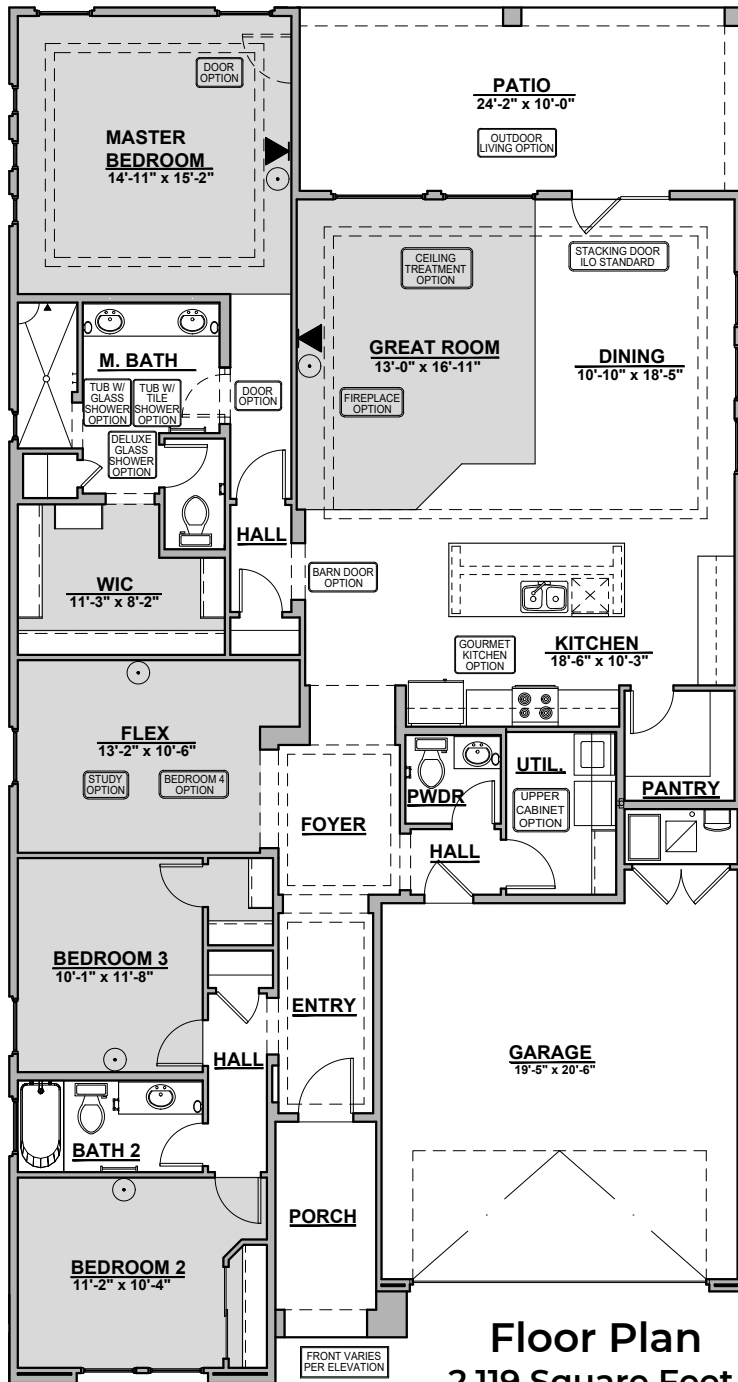 DOOR
OPTION
MASTER
BEDROOM
14'-11" x 15'-2"
PATIO
24'-2" x 10'-0"
OUTDOOR
LIVING OPTION
CEILING
TREATMENT
OPTION
STACKING DOOR
ILO STANDARD
GREAT ROOM
13'-0" x 16'-11"
DINING
10'-10" x 18'-5"
FIREPLACE
OPTION
M. BATH
TUB W/
GLASS
SHOWER
OPTION
TUB W/
TILE
SHOWER
OPTION
DOOR
OPTION
DELUXE
GLASS
SHOWER
OPTION
HALL
WIC
11'-3" x 8'-2"
BARN DOOR
OPTION
GOURMET
KITCHEN
OPTION
KITCHEN
18'-6" x 10'-3"
FLEX
13'-2" x 10'-6"
STUDY
OPTION
BEDROOM 4
OPTION
FOYER
PWDR
UTIL.
UPPER
CABINET
OPTION
PANTRY
HALL
BEDROOM 3
10'-1" x 11'-8"
ENTRY
HALL
GARAGE
19'-5" x 20'-6"
BATH 2
PORCH
BEDROOM 2
11'-2" x 10'-4"
FRONT VARIES
PER ELEVATION
Floor Plan
2,119 Square Feet